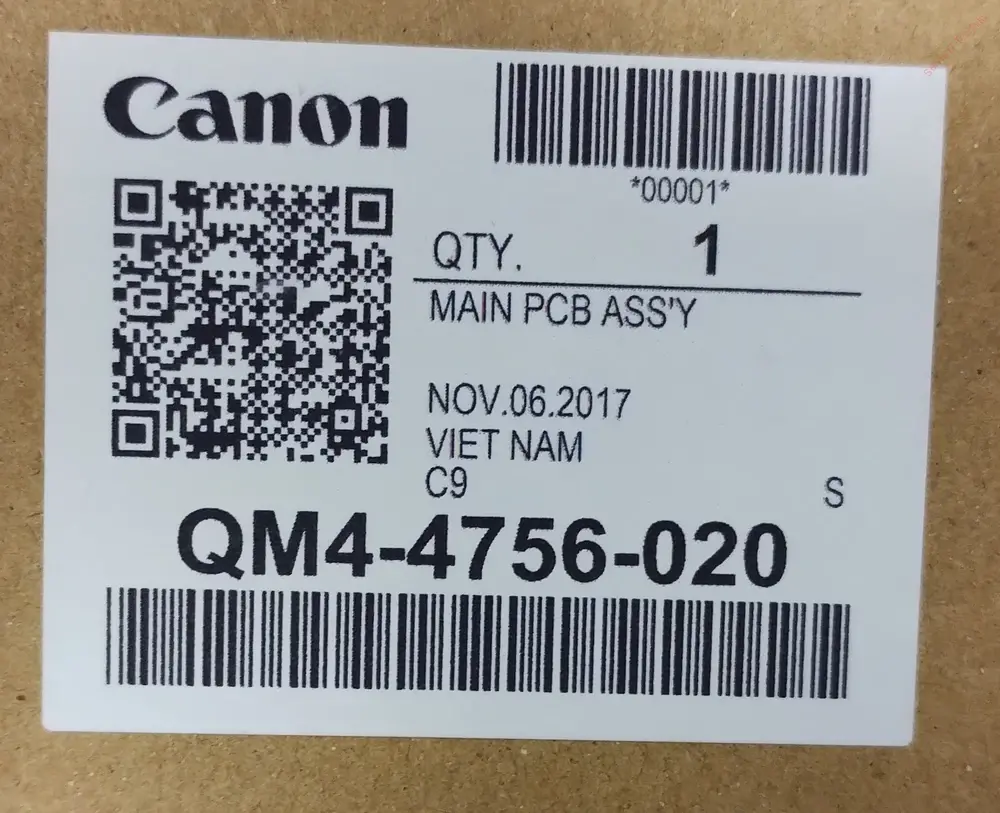 Canon
*00001*
QTY. 1
MAIN PCB ASS'Y
NOV.06.2017
VIET NAM
C9 S
QM4-4756-020